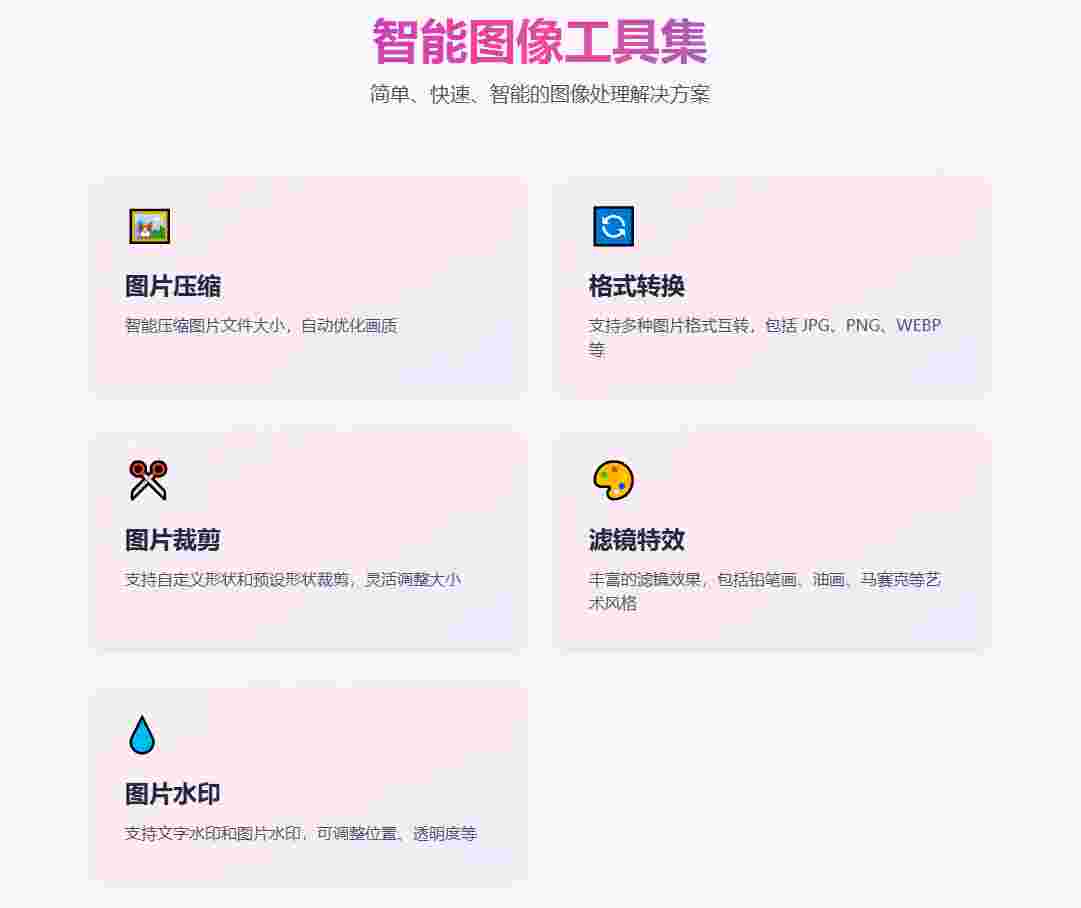 智能图像工具集
简单、快速、智能的图像处理解决方案
图片压缩
智能压缩图片文件大小，自动优化画质
格式转换
支持多种图片格式互转，包括 JPG、PNG、WEBP
等
图片裁剪
支持自定义形状和预设形状裁剪，灵活调整大小
滤镜特效
丰富的滤镜效果，包括铅笔画、油画、马赛克等艺
术风格
图片水印
支持文字水印和图片水印，可调整位置、透明度等